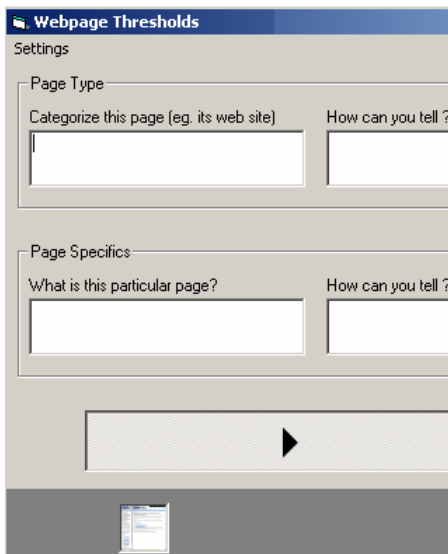 Webpage Thresholds
Settings
Page Type
Categorize this page (eg. its web site) How can you tell ?
Page Specifics
What is this particular page? How can you tell ?